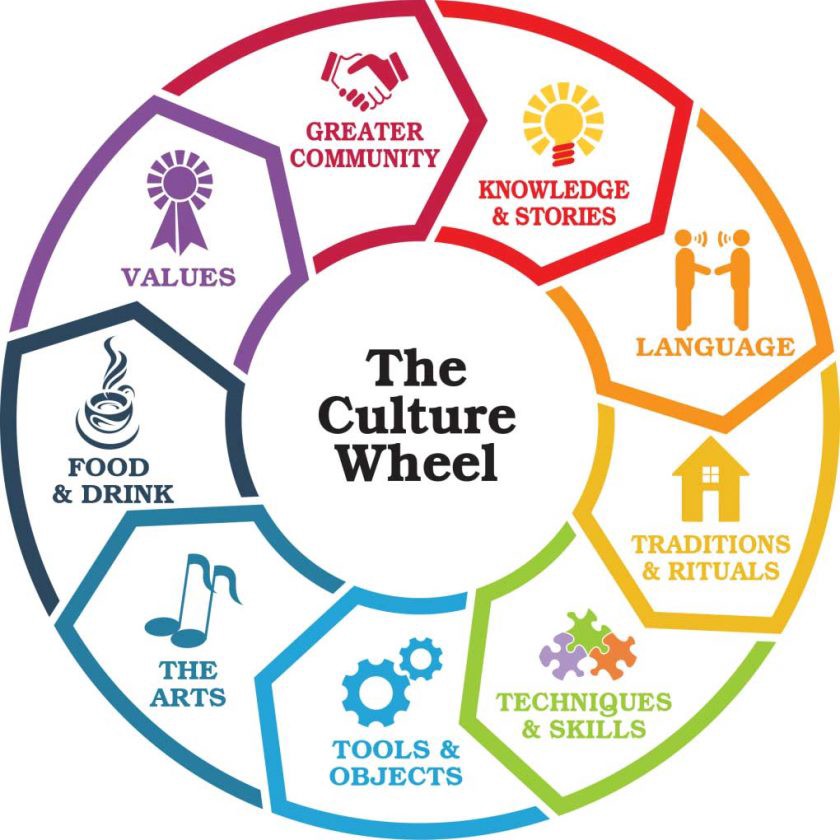 The
Culture
Wheel
GREATER
COMMUNITY
KNOWLEDGE
& STORIES
LANGUAGE
TRADITIONS
& RITUALS
TECHNIQUES
& SKILLS
TOOLS &
OBJECTS
THE
ARTS
FOOD
& DRINK
VALUES